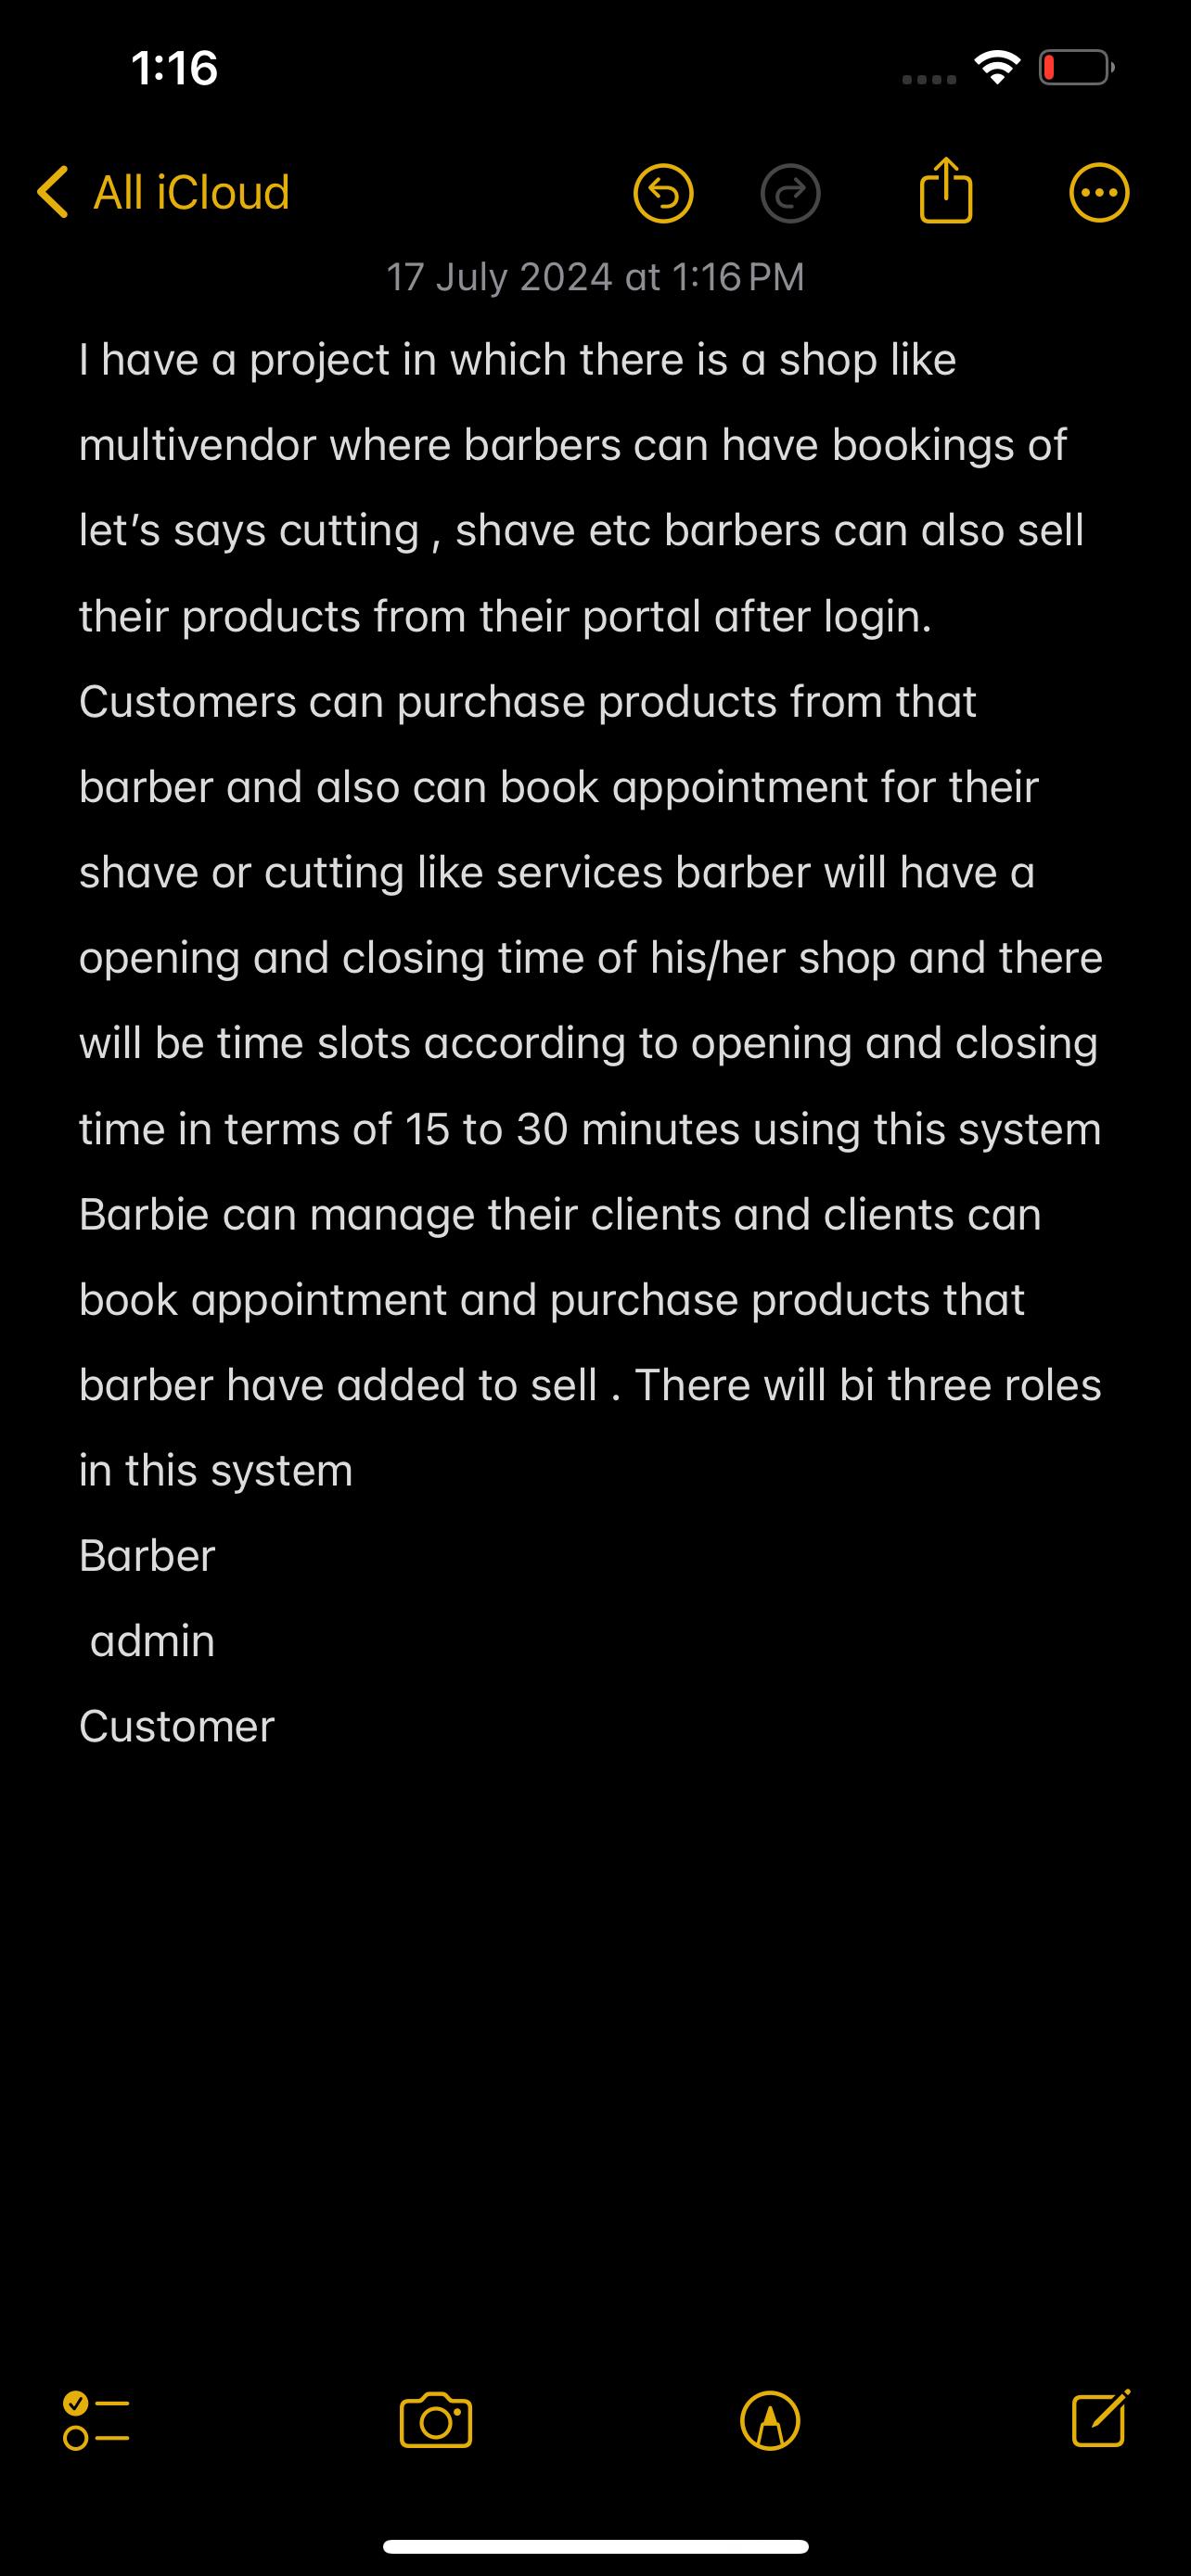 1:16
All iCloud
17 July 2024 at 1:16 PM
I have a project in which there is a shop like
multivendor where barbers can have bookings of
let’s says cutting , shave etc barbers can also sell
their products from their portal after login.
Customers can purchase products from that
barber and also can book appointment for their
shave or cutting like services barber will have a
opening and closing time of his/her shop and there
will be time slots according to opening and closing
time in terms of 15 to 30 minutes using this system
Barbie can manage their clients and clients can
book appointment and purchase products that
barber have added to sell . There will bi three roles
in this system
Barber
admin
Customer